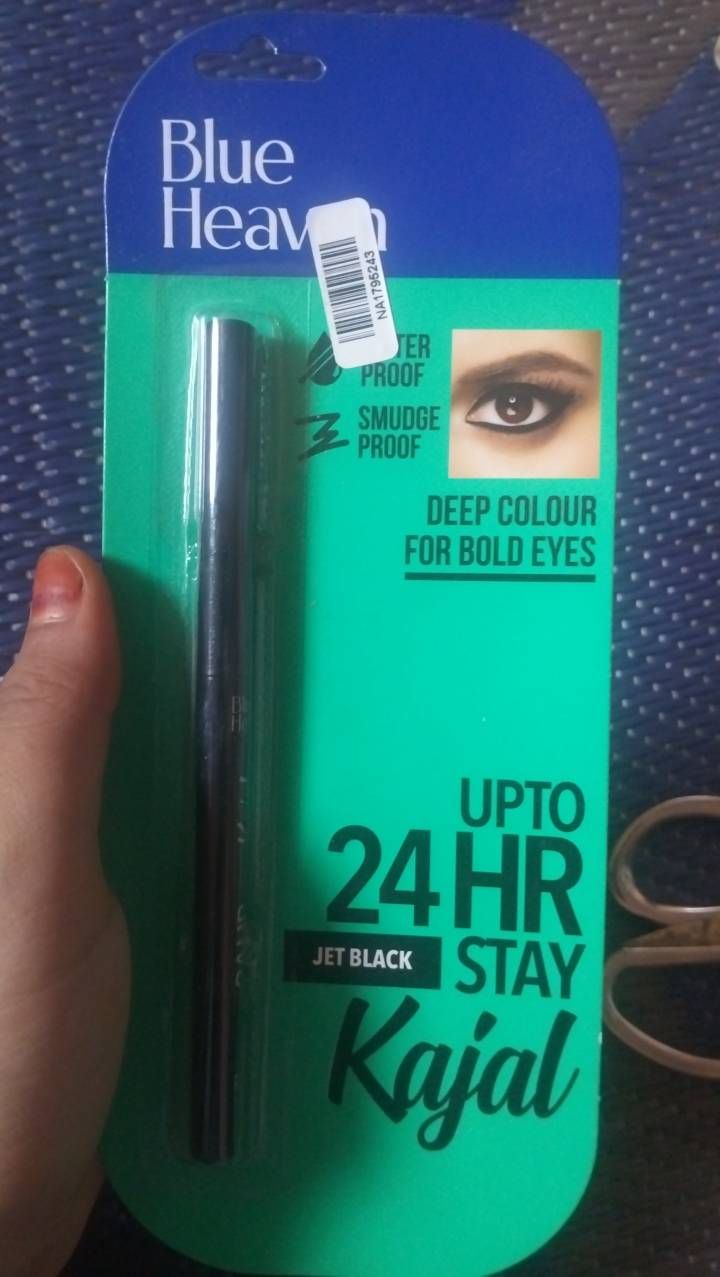 Blue
Heav n
NA1795243
TER
PROOF
SMUDGE
PROOF
DEEP COLOUR
FOR BOLD EYES
UPTO
24 HR
JET BLACK
STAY
Kajal